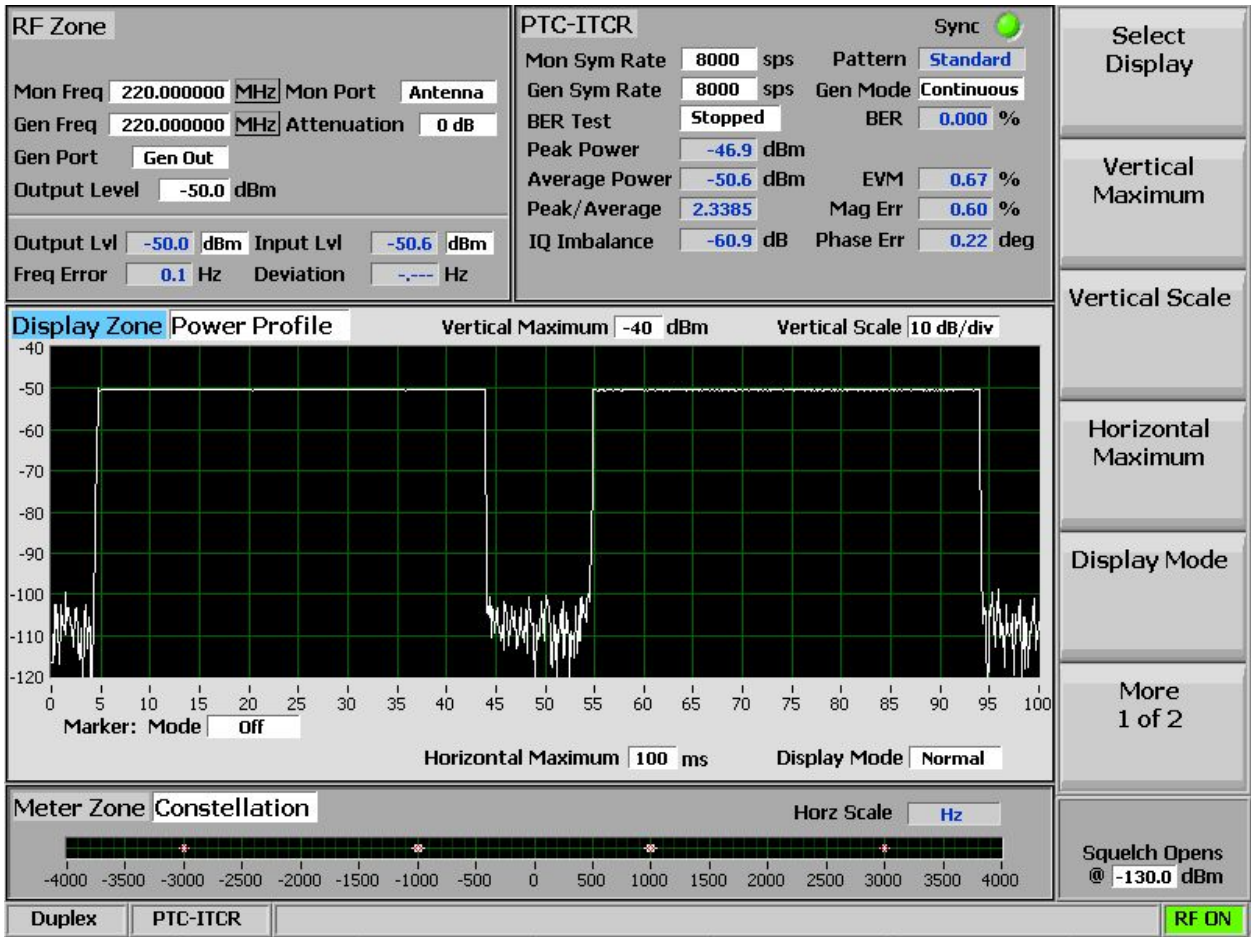 RF Zone
Mon Freq 220.000000 MHz Mon Port Antenna
Gen Freq 220.000000 MHz Attenuation 0 dB
Gen Port Gen Out
Output Level -50.0 dBm
Output Lvl -50.0 dBm Input Lvl -50.6 dBm
Freq Error 0.1 Hz Deviation -.--- Hz
PTC-ITCR Sync
Mon Sym Rate 8000 sps Pattern Standard
Gen Sym Rate 8000 sps Gen Mode Continuous
BER Test Stopped BER 0.000 %
Peak Power -46.9 dBm
Average Power -50.6 dBm EVM 0.67 %
Peak/Average 2.3385 Mag Err 0.60 %
IQ Imbalance -60.9 dB Phase Err 0.22 deg
Display Zone Power Profile Vertical Maximum -40 dBm Vertical Scale 10 dB/div
-40
-50
-60
-70
-80
-90
-100
-110
-120
0 5 10 15 20 25 30 35 40 45 50 55 60 65 70 75 80 85 90 95 100
Marker: Mode Off
Horizontal Maximum 100 ms Display Mode Normal
Meter Zone Constellation Horz Scale Hz
-4000 -3500 -3000 -2500 -2000 -1500 -1000 -500 0 500 1000 1500 2000 2500 3000 3500 4000
Select
Display
Vertical
Maximum
Vertical Scale
Horizontal
Maximum
Display Mode
More
1 of 2
Squelch Opens
@ -130.0 dBm
Duplex PTC-ITCR RF ON